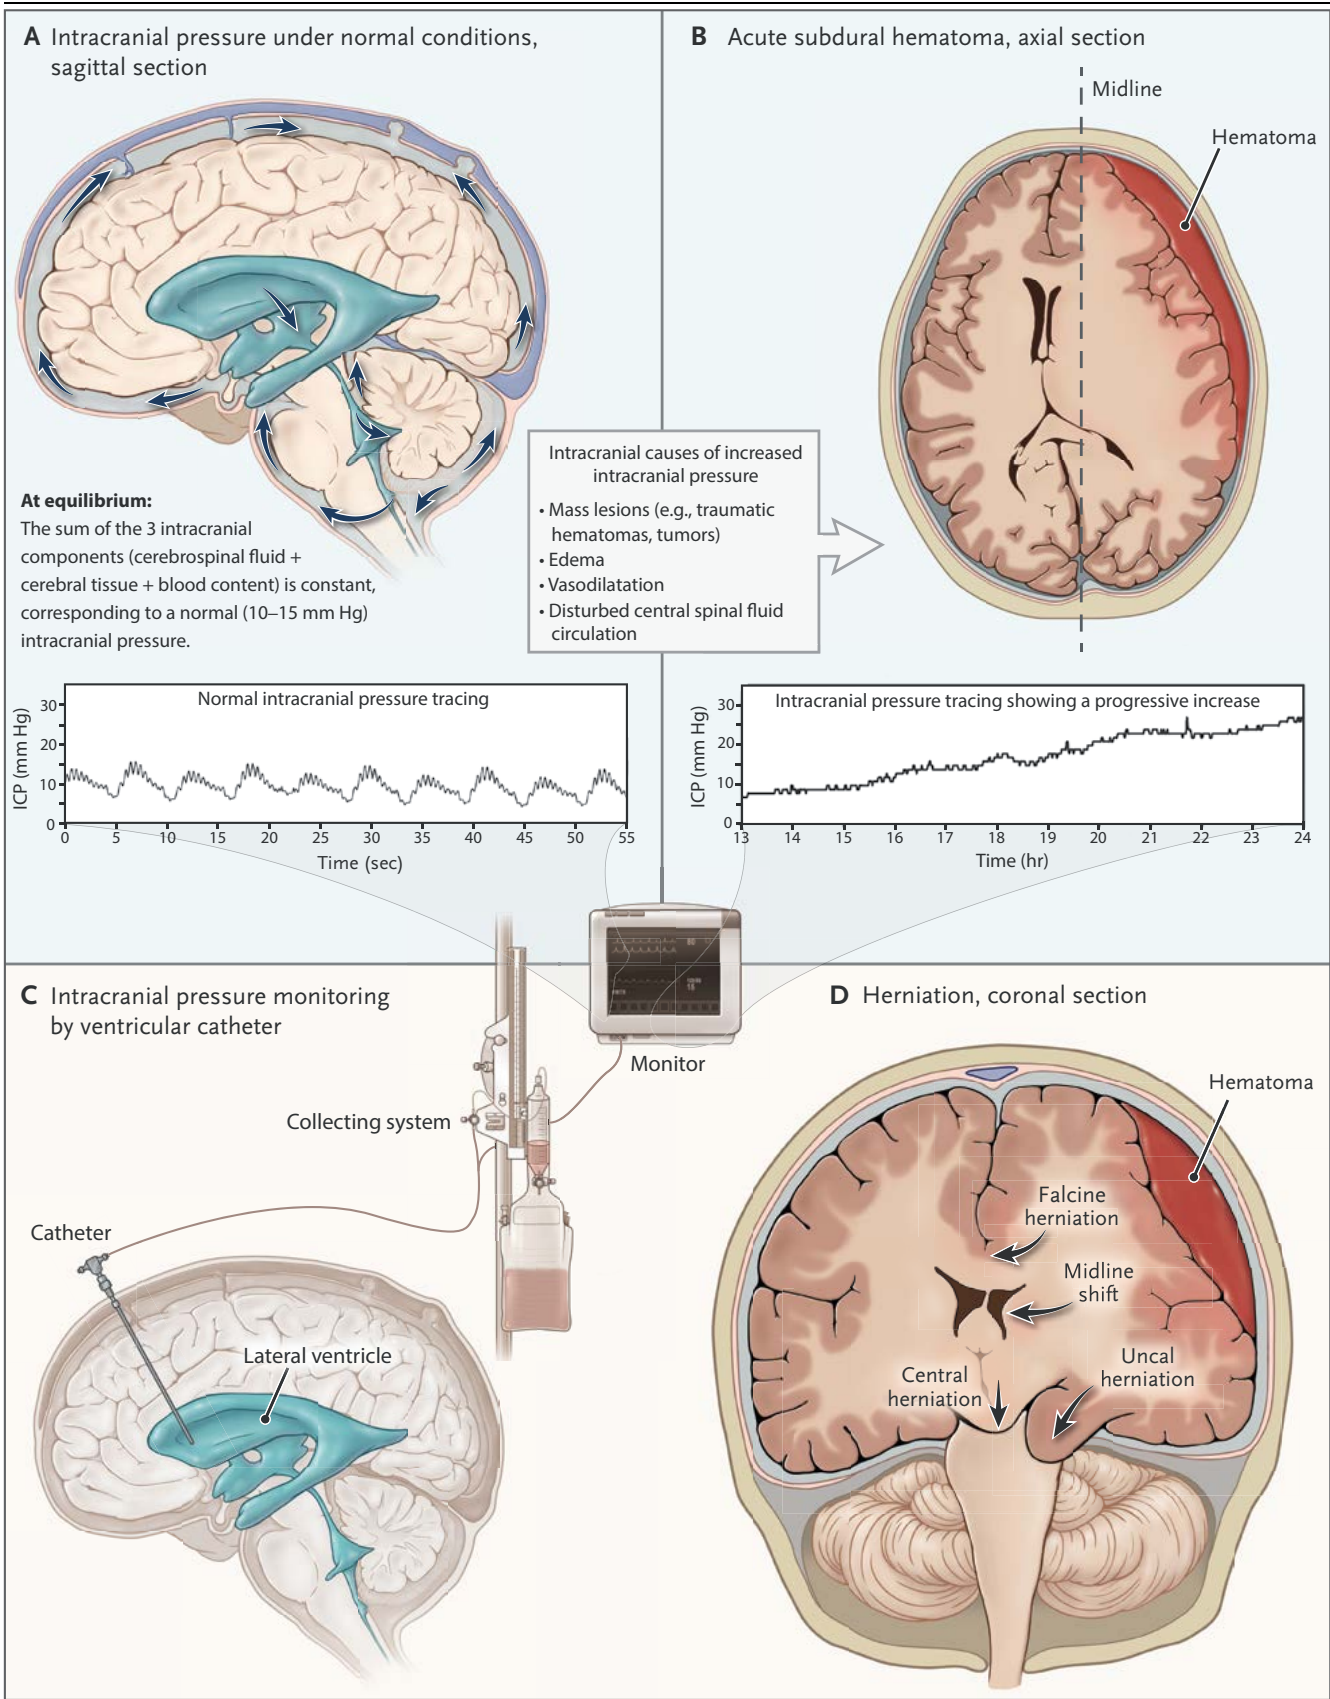 A Intracranial pressure under normal conditions,
sagittal section
At equilibrium:
The sum of the 3 intracranial
components (cerebrospinal fluid +
cerebral tissue + blood content) is constant,
corresponding to a normal (10–15 mm Hg)
intracranial pressure.
B Acute subdural hematoma, axial section
Midline
Hematoma
Intracranial causes of increased
intracranial pressure
• Mass lesions (e.g., traumatic
hematomas, tumors)
• Edema
• Vasodilatation
• Disturbed central spinal fluid
circulation
Normal intracranial pressure tracing
ICP (mm Hg)
30
20
10
0
0 5 10 15 20 25 30 35 40 45 50 55
Time (sec)
Intracranial pressure tracing showing a progressive increase
ICP (mm Hg)
30
20
10
0
13 14 15 16 17 18 19 20 21 22 23 24
Time (hr)
C Intracranial pressure monitoring
by ventricular catheter
Monitor
Collecting system
Catheter
Lateral ventricle
D Herniation, coronal section
Hematoma
Falcine
herniation
Midline
shift
Central
herniation
Uncal
herniation